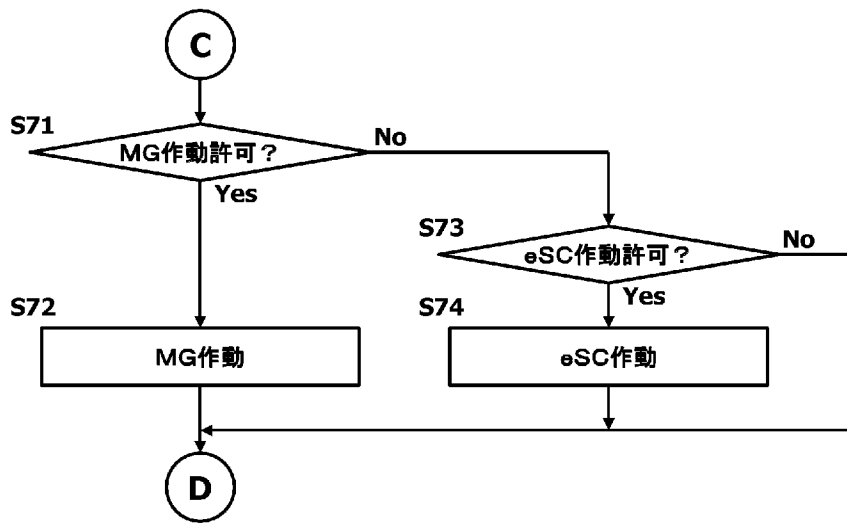 C
S71
MG作動許可？
No
Yes
S73
eSC作動許可？
No
Yes
S72
MG作動
S74
eSC作動
D